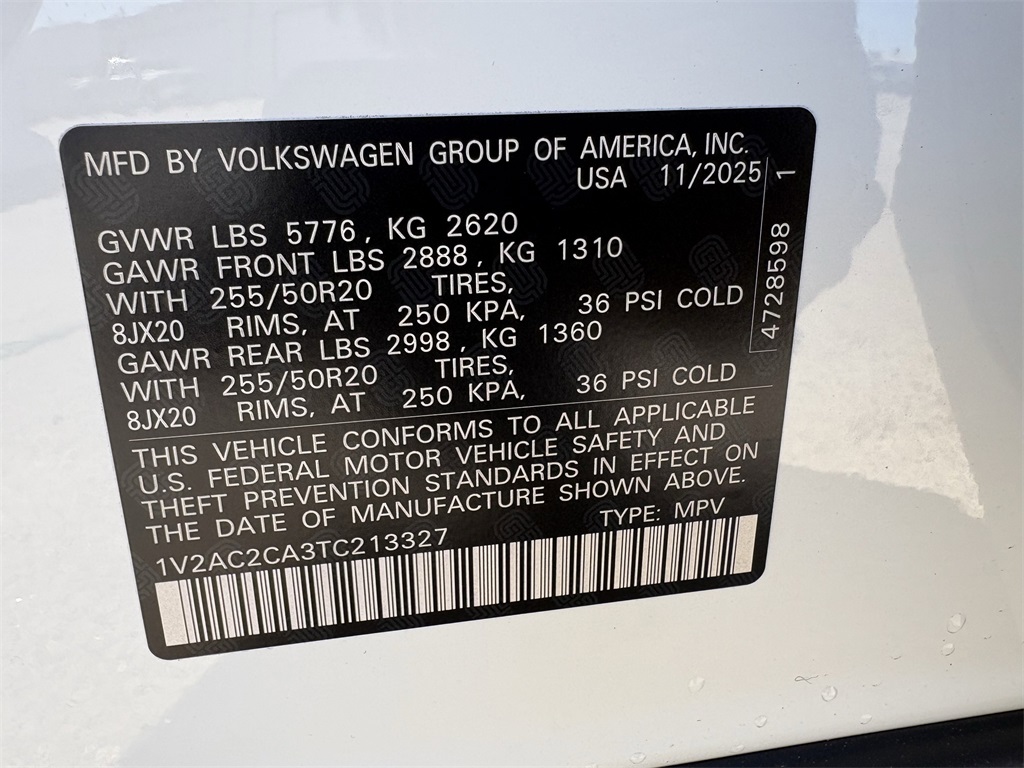 MFD BY VOLKSWAGEN GROUP OF AMERICA, INC.
USA 11/2025
GVWR LBS 5776, KG 2620
GAWR FRONT LBS 2888, KG 1310
WITH 255/50R20 TIRES,
8JX20 RIMS, AT 250 KPA, 36 PSI COLD
GAWR REAR LBS 2998, KG 1360
WITH 255/50R20 TIRES,
8JX20 RIMS, AT 250 KPA, 36 PSI COLD
4728598 1
THIS VEHICLE CONFORMS TO ALL APPLICABLE
U.S. FEDERAL MOTOR VEHICLE SAFETY AND
THEFT PREVENTION STANDARDS IN EFFECT ON
THE DATE OF MANUFACTURE SHOWN ABOVE.
1V2AC2CA3TC213327 TYPE: MPV